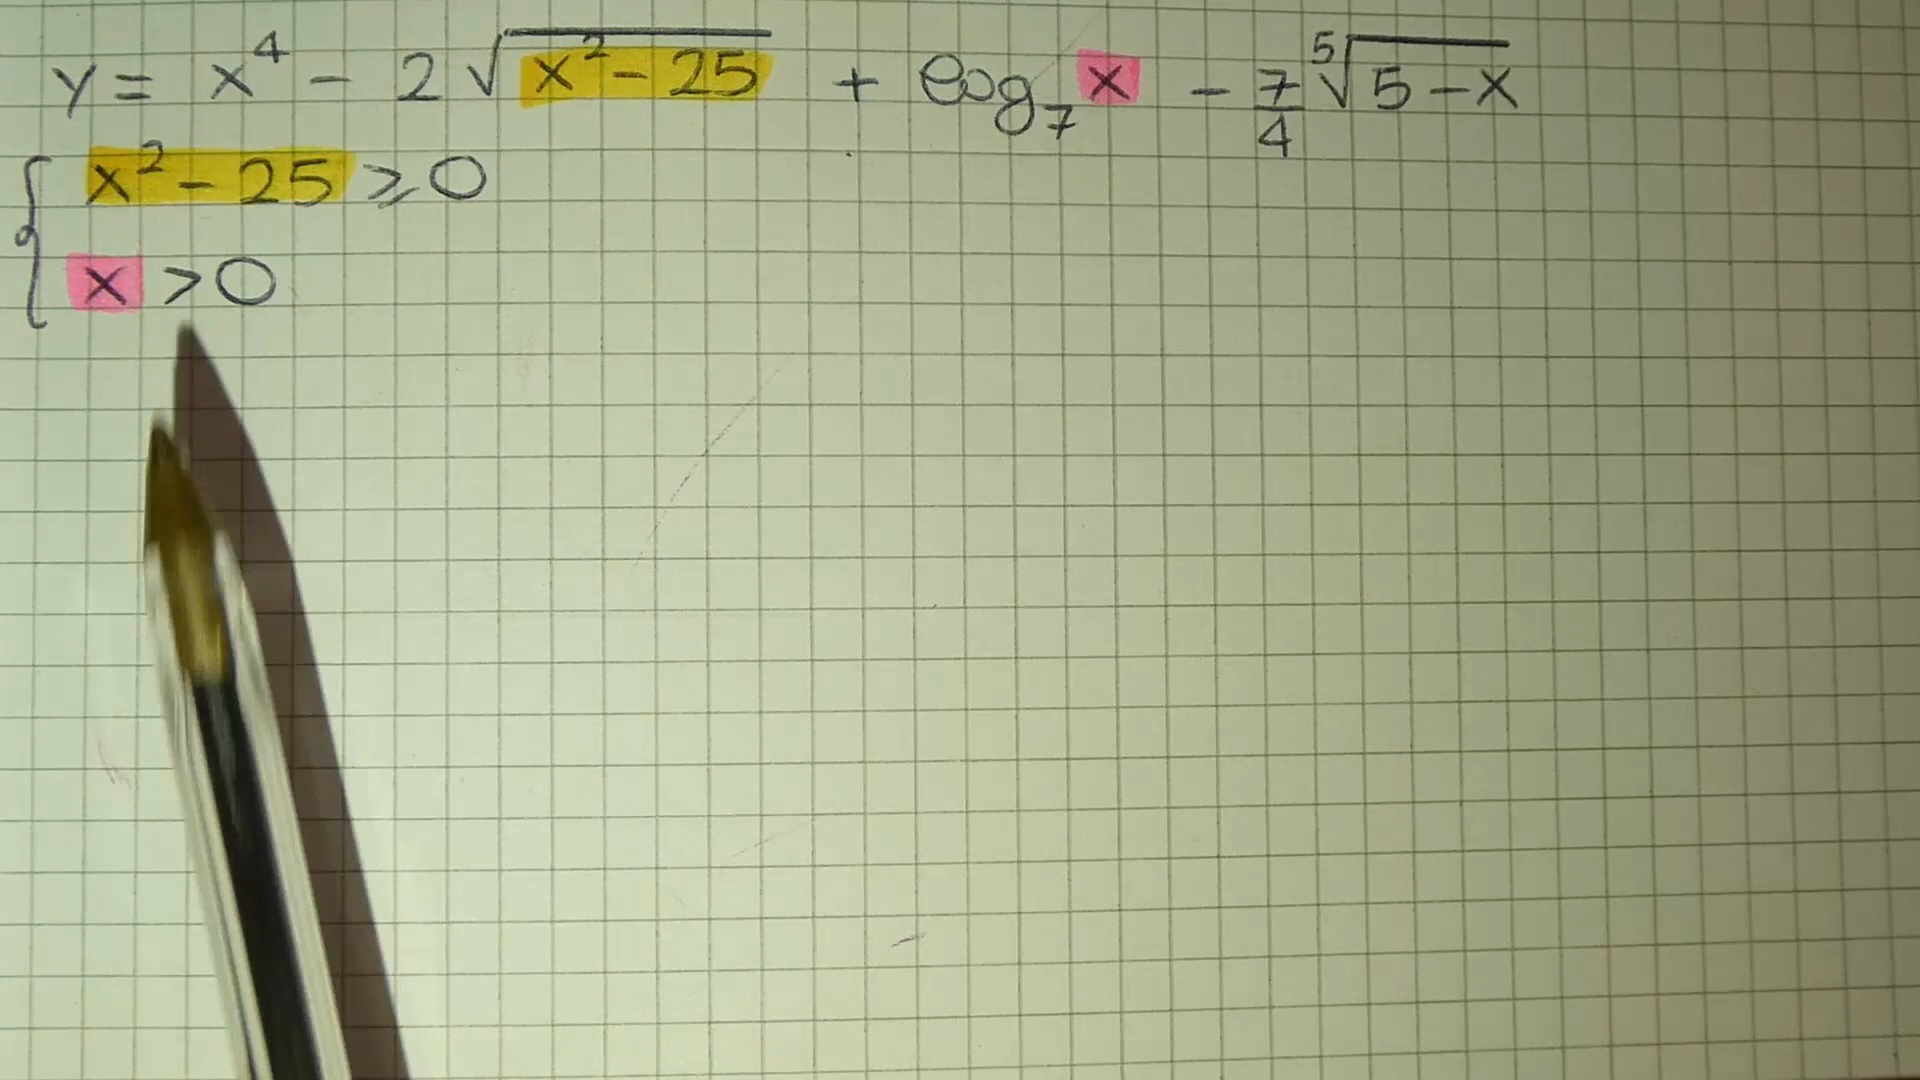 y = x⁴ - 2√(x² - 25) + log₇ x - 7/4 ⁵√(5 - x)
{ x² - 25 ≥ 0
x > 0